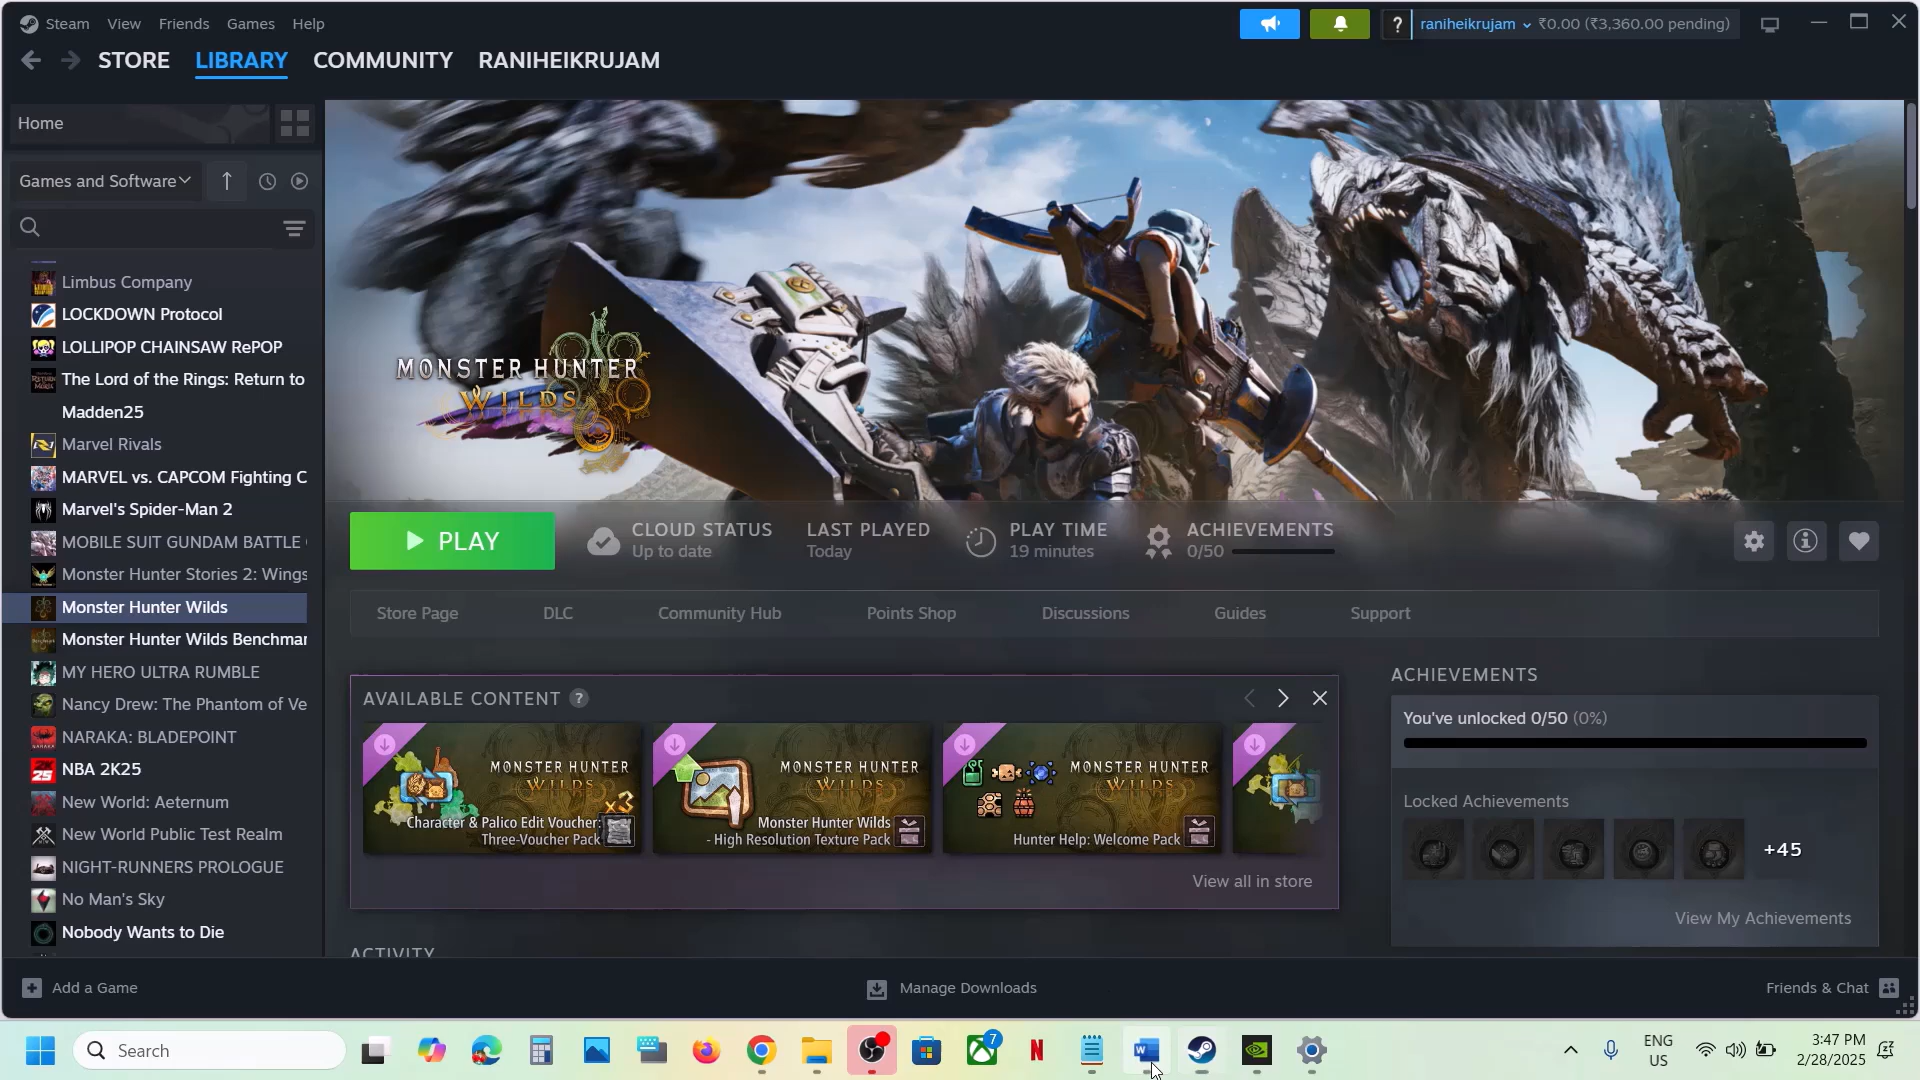 Steam View Friends Games Help
raniheikrujam ₹0.00 (₹3,360.00 pending)
STORE LIBRARY COMMUNITY RANIHEIKRUJAM
Home
Games and Software
Limbus Company
LOCKDOWN Protocol
LOLLIPOP CHAINSAW RePOP
The Lord of the Rings: Return to
Madden25
Marvel Rivals
MARVEL vs. CAPCOM Fighting C
Marvel's Spider-Man 2
MOBILE SUIT GUNDAM BATTLE
Monster Hunter Stories 2: Wings
Monster Hunter Wilds
Monster Hunter Wilds Benchmar
MY HERO ULTRA RUMBLE
Nancy Drew: The Phantom of Ve
NARAKA: BLADEPOINT
NBA 2K25
New World: Aeternum
New World Public Test Realm
NIGHT-RUNNERS PROLOGUE
No Man's Sky
Nobody Wants to Die
MONSTER HUNTER
WILDS
PLAY
CLOUD STATUS
Up to date
LAST PLAYED
Today
PLAY TIME
19 minutes
ACHIEVEMENTS
0/50
Store Page DLC Community Hub Points Shop Discussions Guides Support
AVAILABLE CONTENT ?
MONSTER HUNTER
WILDS
x3
Character & Palico Edit Voucher:
Three-Voucher Pack
MONSTER HUNTER
WILDS
Monster Hunter Wilds
- High Resolution Texture Pack
MONSTER HUNTER
WILDS
Hunter Help: Welcome Pack
View all in store
ACTIVITY
ACHIEVEMENTS
You've unlocked 0/50 (0%)
Locked Achievements
+45
View My Achievements
Add a Game
Manage Downloads
Friends & Chat
Search
7
ENG
US
3:47 PM
2/28/2025